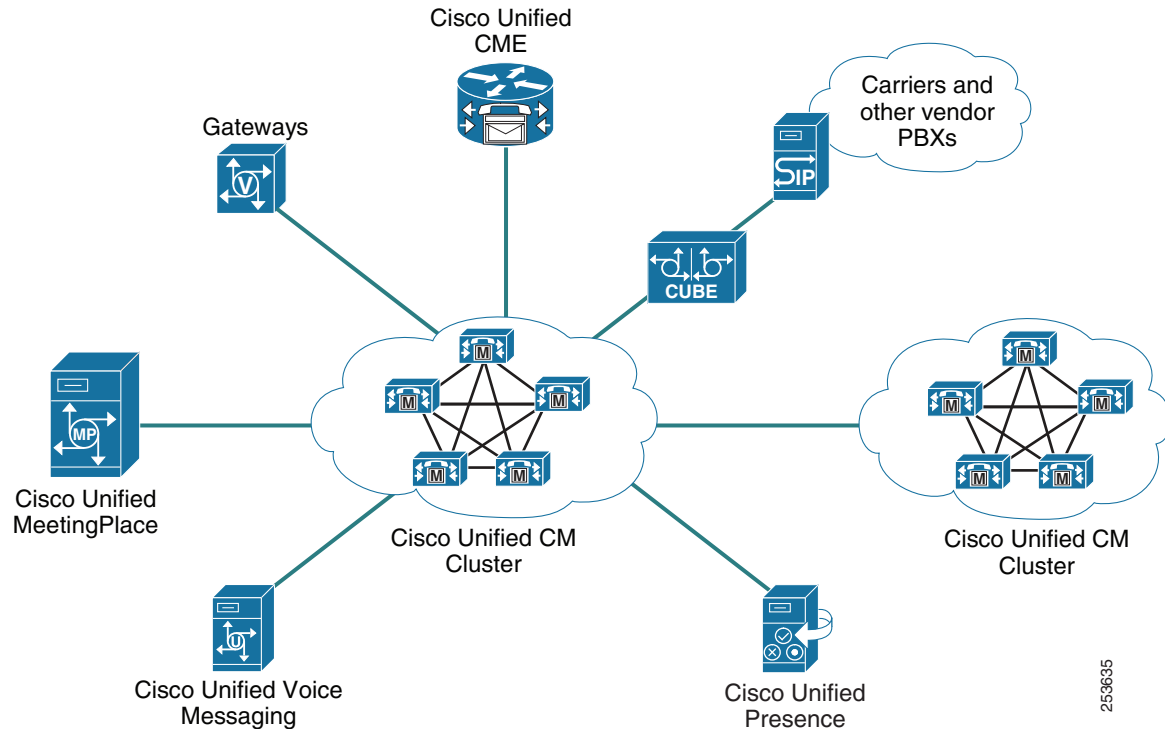 Cisco Unified
CME
Carriers and
other vendor
PBXs
Gateways
V
SIP
CUBE
M
M
M
M
M
M
M
M
M
M
MP
Cisco Unified
MeetingPlace
Cisco Unified CM
Cluster
Cisco Unified CM
Cluster
U
Cisco Unified Voice
Messaging
Cisco Unified
Presence
253635